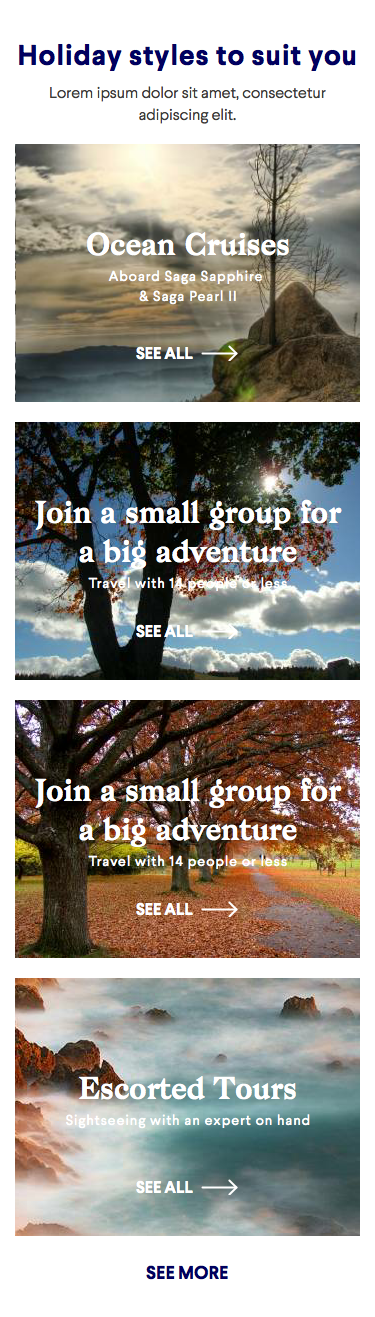 Holiday styles to suit you
Lorem ipsum dolor sit amet, consectetur
adipiscing elit.
Ocean Cruises
Aboard Saga Sapphire
& Saga Pearl II
SEE ALL
Join a small group for
a big adventure
Travel with 14 people or less
SEE ALL
Join a small group for
a big adventure
Travel with 14 people or less
SEE ALL
Escorted Tours
Sightseeing with an expert on hand
SEE ALL
SEE MORE